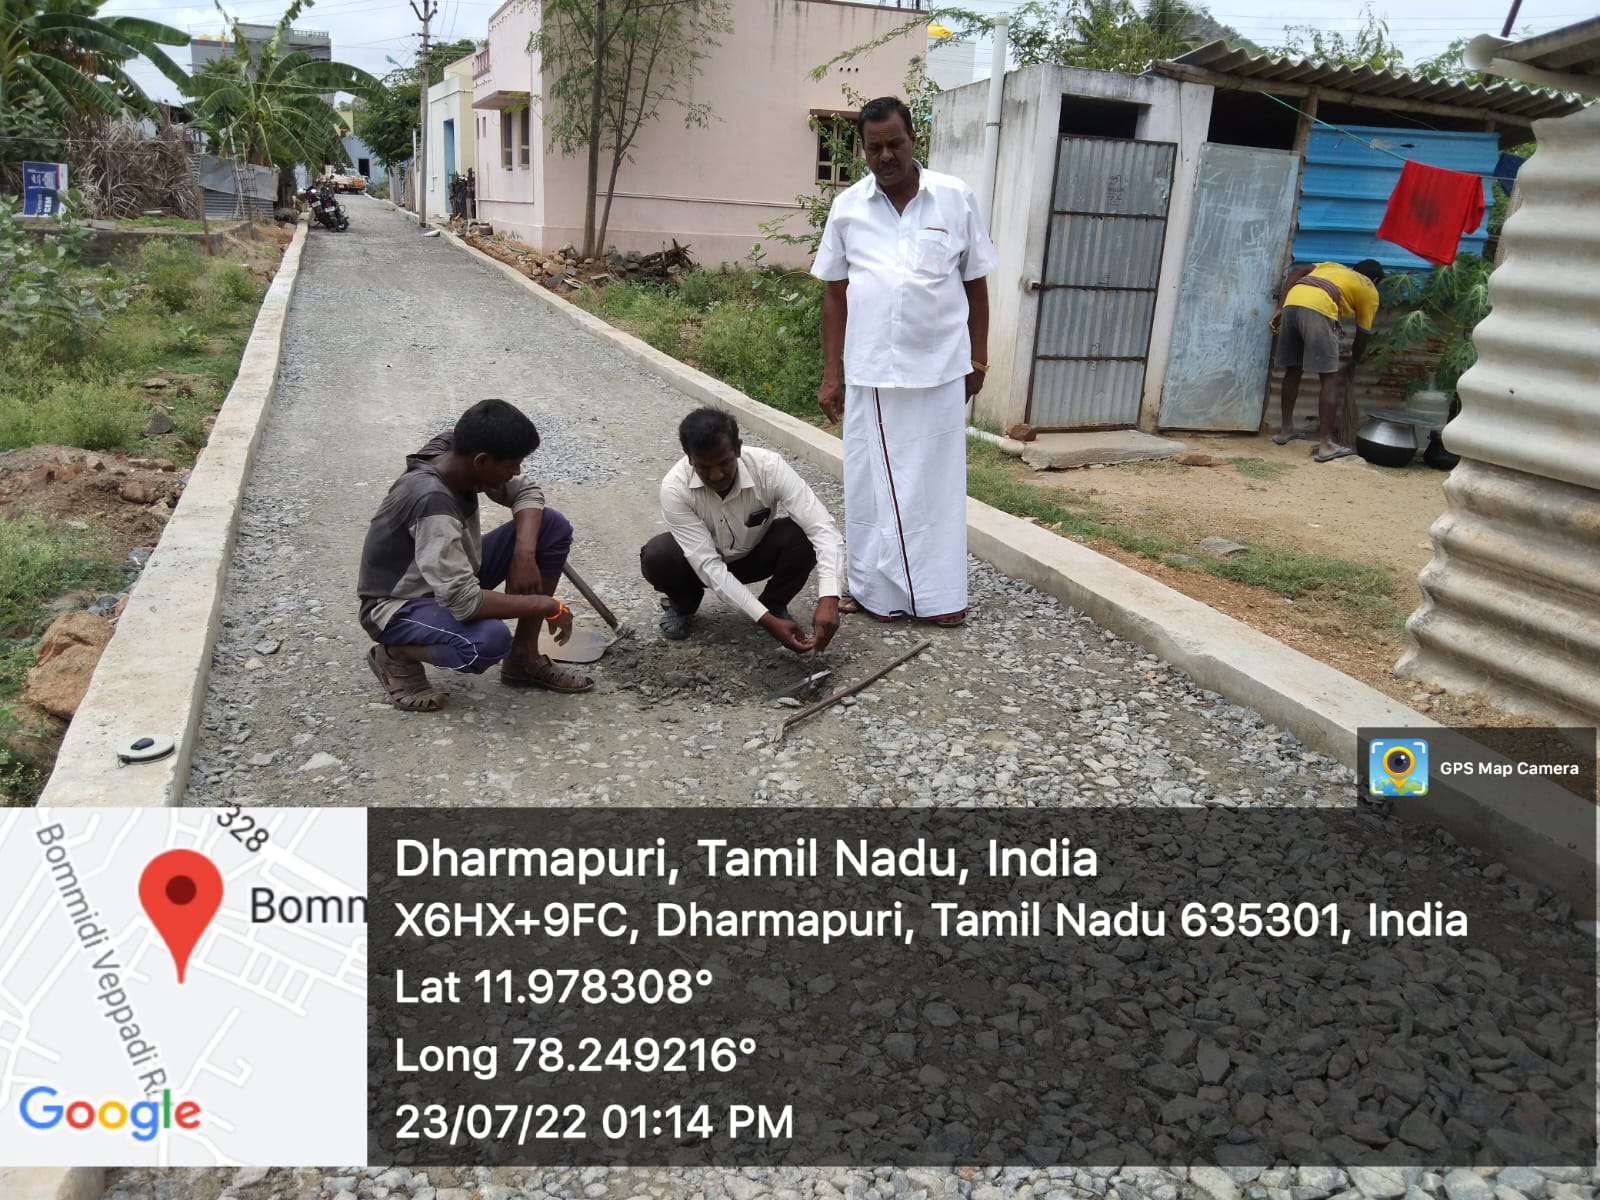 GPS Map Camera
328
Bommidi Veppadi R
Bomm
Google
Dharmapuri, Tamil Nadu, India
X6HX+9FC, Dharmapuri, Tamil Nadu 635301, India
Lat 11.978308°
Long 78.249216°
23/07/22 01:14 PM